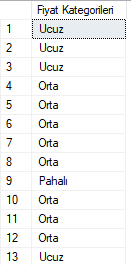 Fiyat Kategorileri
1 Ucuz
2 Ucuz
3 Ucuz
4 Orta
5 Orta
6 Orta
7 Orta
8 Orta
9 Pahalı
10 Orta
11 Orta
12 Orta
13 Ucuz